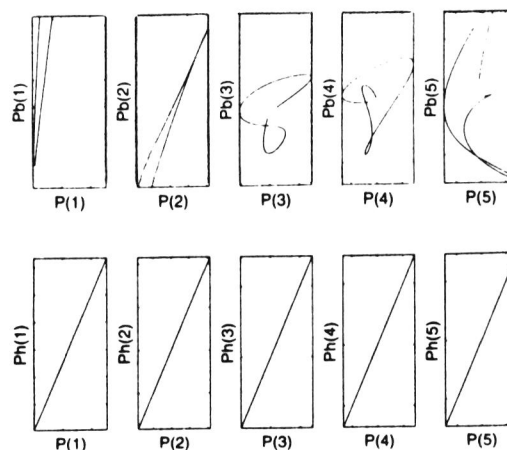 Pb(1)
P(1)
Pb(2)
P(2)
Pb(3)
P(3)
Pb(4)
P(4)
Pb(5)
P(5)
Ph(1)
P(1)
Ph(2)
P(2)
Ph(3)
P(3)
Ph(4)
P(4)
Ph(5)
P(5)